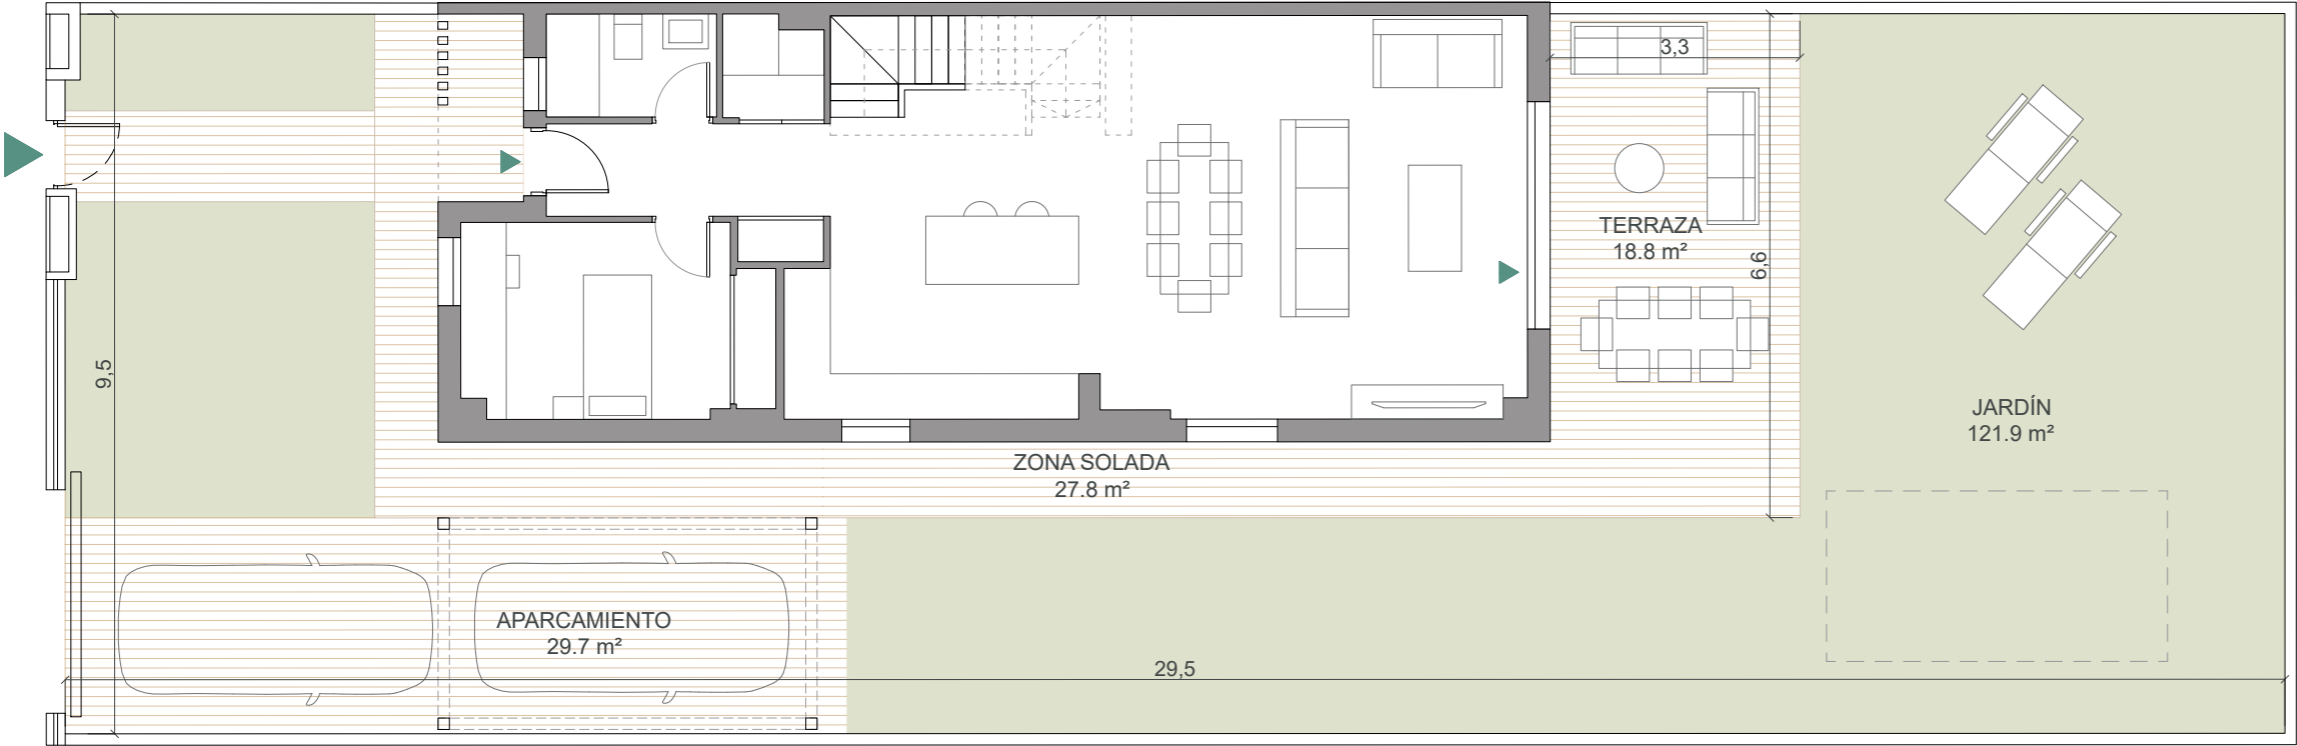 3,3
TERRAZA
18.8 m²
6,6
9,5
JARDÍN
121.9 m²
ZONA SOLADA
27.8 m²
APARCAMIENTO
29.7 m²
29,5